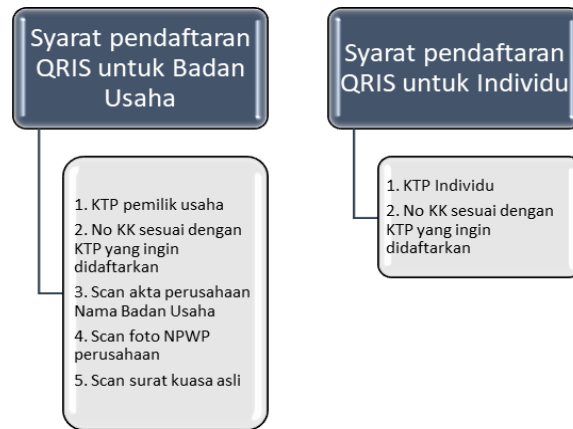 Syarat pendaftaran
QRIS untuk Badan
Usaha
1. KTP pemilik usaha
2. No KK sesuai dengan
KTP yang ingin
didaftarkan
3. Scan akta perusahaan
Nama Badan Usaha
4. Scan foto NPWP
perusahaan
5. Scan surat kuasa asli
Syarat pendaftaran
QRIS untuk Individu
1. KTP Individu
2. No KK sesuai dengan
KTP yang ingin
didaftarkan